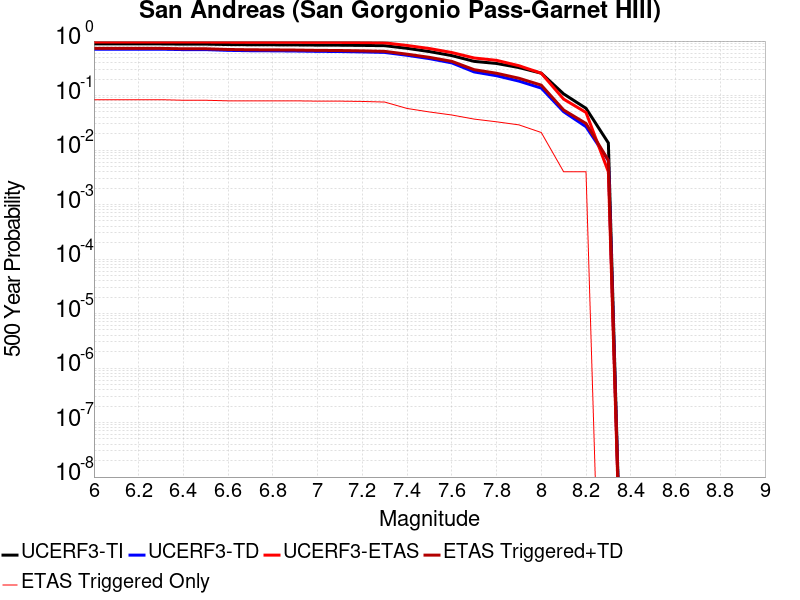 San Andreas (San Gorgonio Pass-Garnet HIll)
10^0
10^-1
10^-2
10^-3
10^-4
10^-5
10^-6
10^-7
10^-8
500 Year Probability
6 6.2 6.4 6.6 6.8 7 7.2 7.4 7.6 7.8 8 8.2 8.4 8.6 8.8 9
Magnitude
UCERF3-TI UCERF3-TD UCERF3-ETAS ETAS Triggered+TD
ETAS Triggered Only